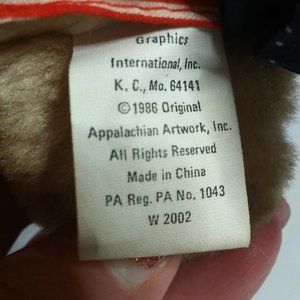 Graphics
International, Inc.
K. C., Mo. 64141
©1986 Original
Appalachian Artwork, Inc.
All Rights Reserved
Made in China
PA Reg. PA No. 1043
W 2002